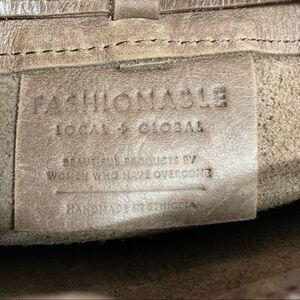 FASHIONABLE
LOCAL + GLOBAL
BEAUTIFUL PRODUCTS BY
WOMEN WHO HAVE OVERCOME
HANDMADE IN ETHIOPIA